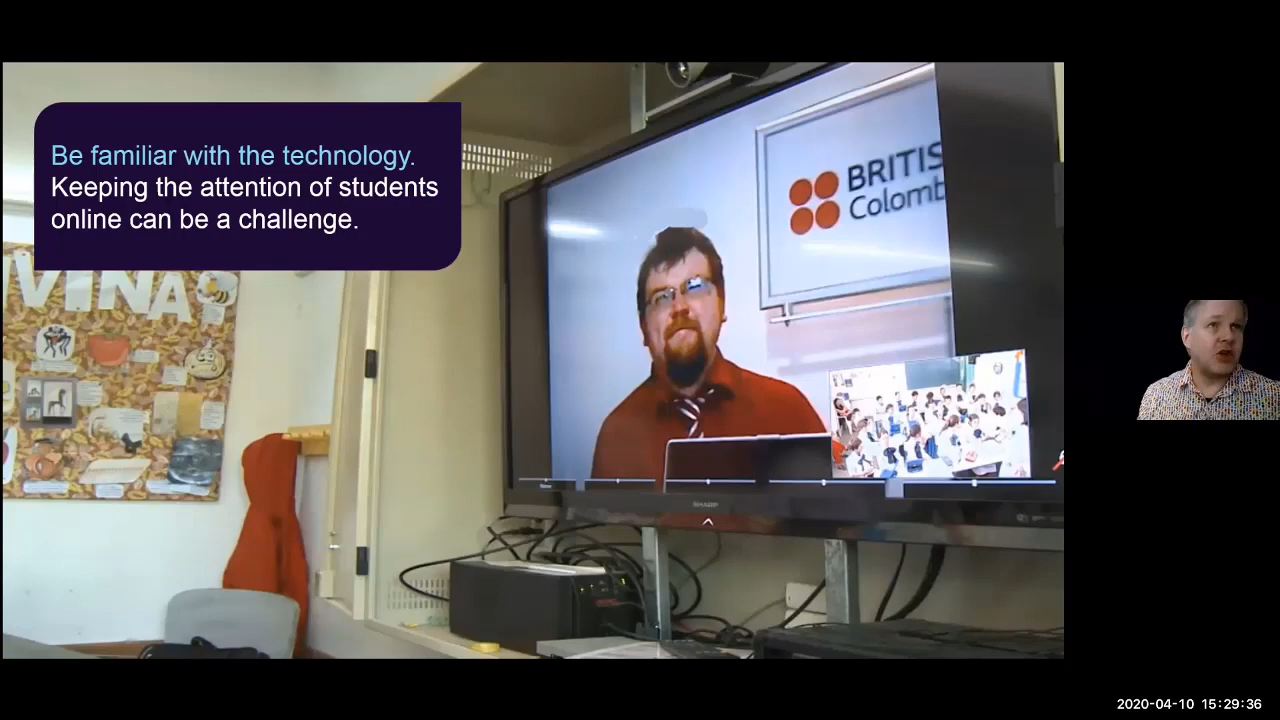 Be familiar with the technology.
Keeping the attention of students
online can be a challenge.
VINA
BRITIS
Colomb
SHARP
2020-04-10 15:29:36